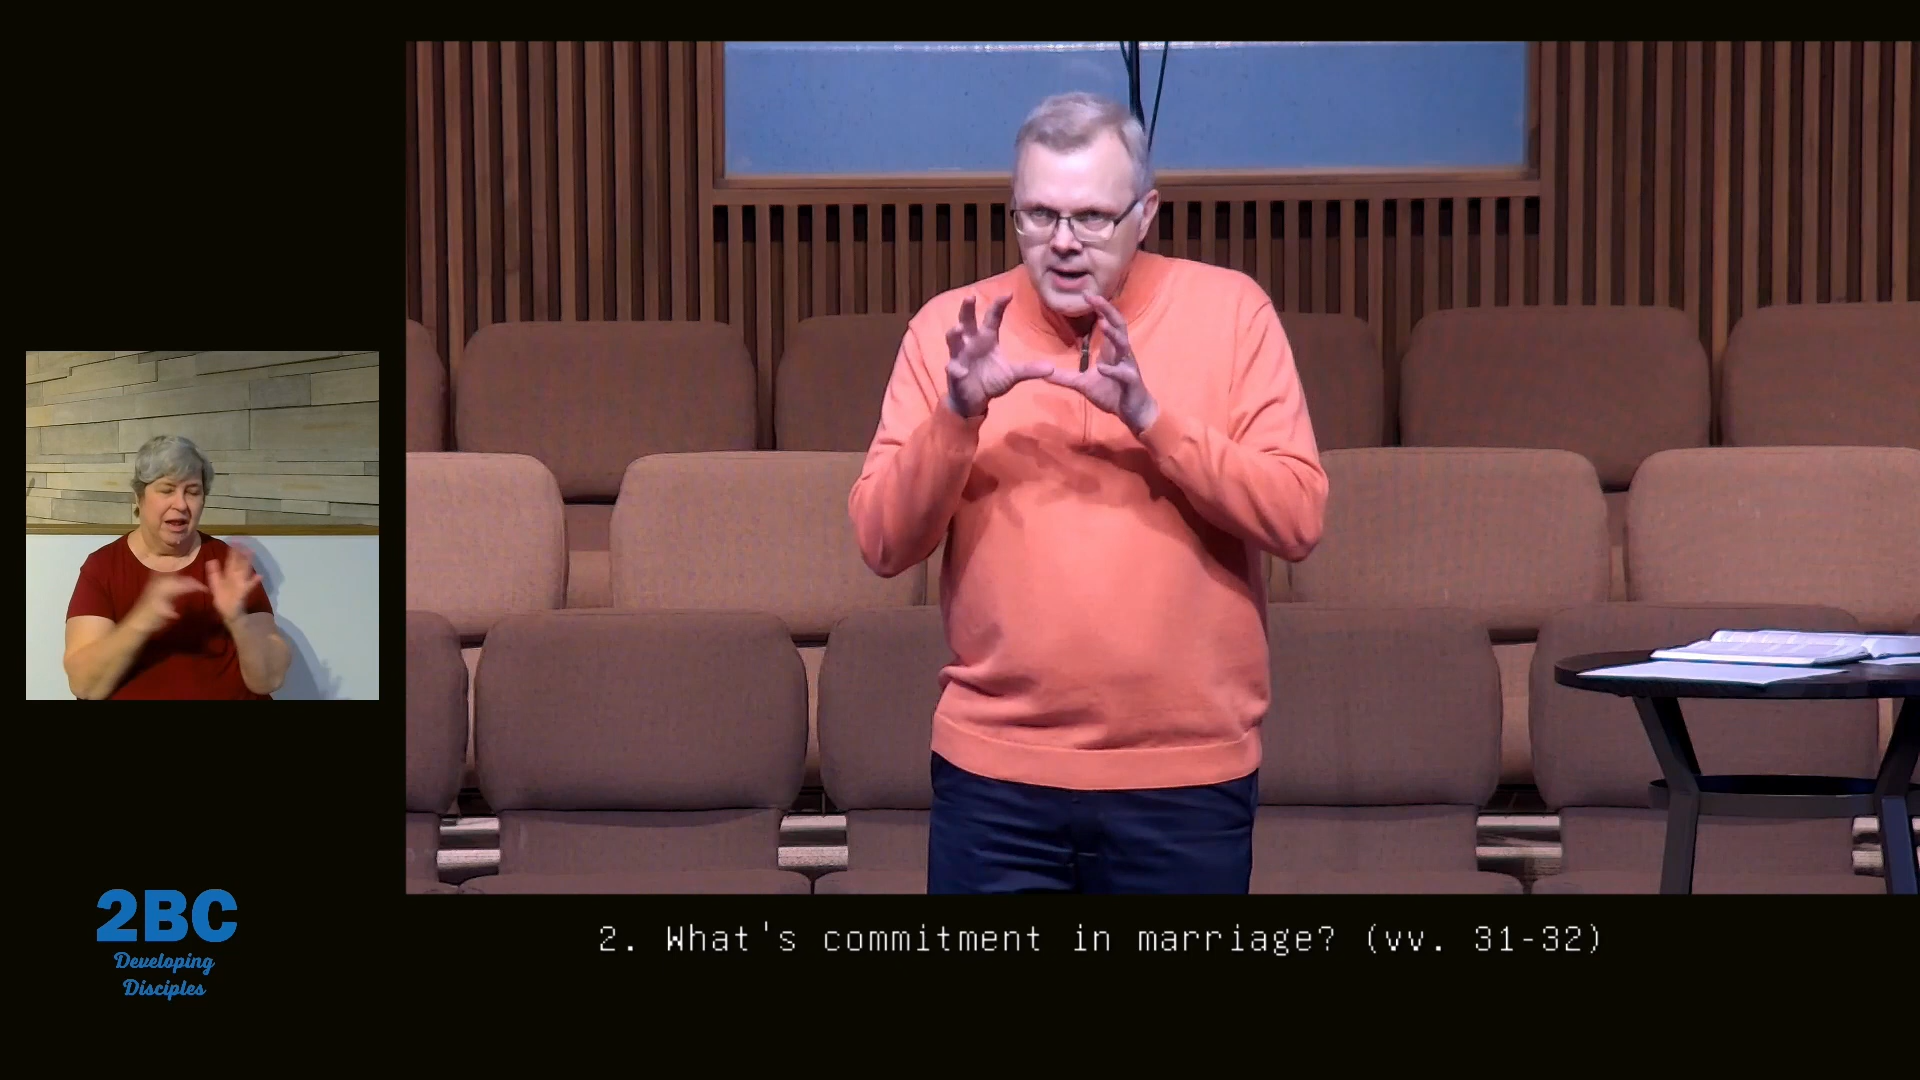 2BC
Developing
Disciples
2. What's commitment in marriage? (vv. 31-32)